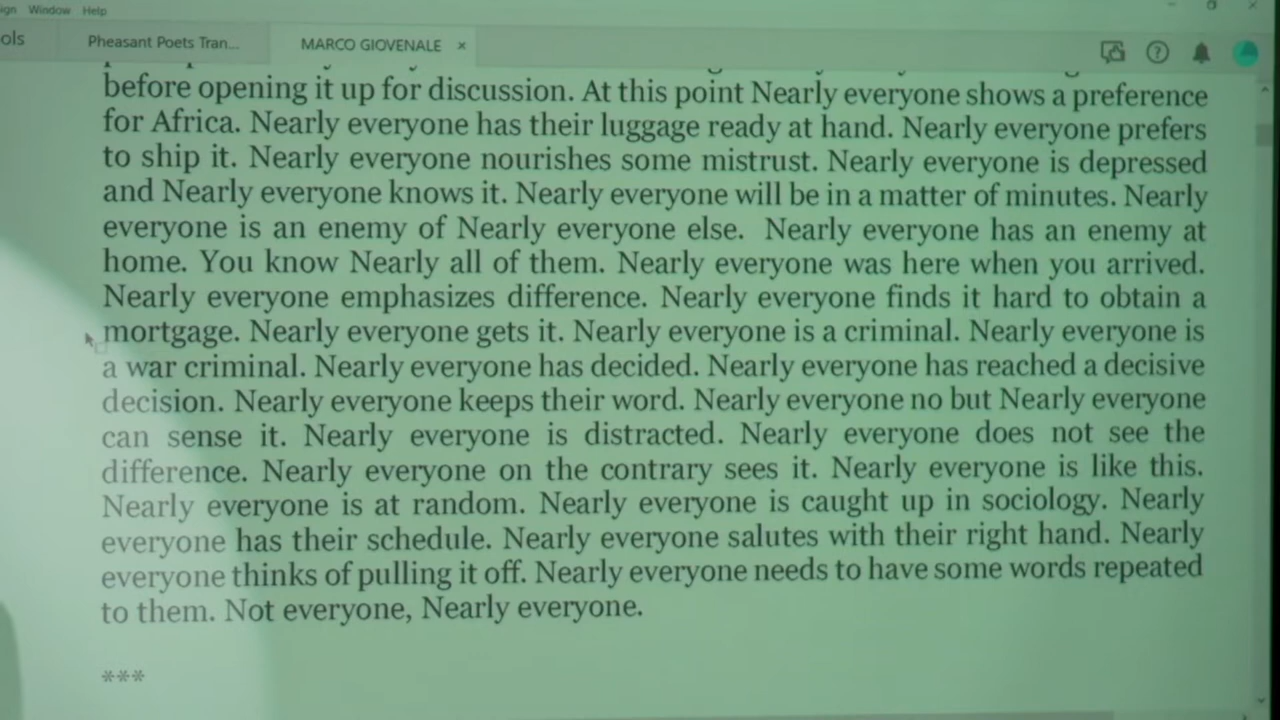 Window Help
Pheasant Poets Tran...
MARCO GIOVENALE ×
before opening it up for discussion. At this point Nearly everyone shows a preference
for Africa. Nearly everyone has their luggage ready at hand. Nearly everyone prefers
to ship it. Nearly everyone nourishes some mistrust. Nearly everyone is depressed
and Nearly everyone knows it. Nearly everyone will be in a matter of minutes. Nearly
everyone is an enemy of Nearly everyone else. Nearly everyone has an enemy at
home. You know Nearly all of them. Nearly everyone was here when you arrived.
Nearly everyone emphasizes difference. Nearly everyone finds it hard to obtain a
mortgage. Nearly everyone gets it. Nearly everyone is a criminal. Nearly everyone is
a war criminal. Nearly everyone has decided. Nearly everyone has reached a decisive
decision. Nearly everyone keeps their word. Nearly everyone no but Nearly everyone
can sense it. Nearly everyone is distracted. Nearly everyone does not see the
difference. Nearly everyone on the contrary sees it. Nearly everyone is like this.
Nearly everyone is at random. Nearly everyone is caught up in sociology. Nearly
everyone has their schedule. Nearly everyone salutes with their right hand. Nearly
everyone thinks of pulling it off. Nearly everyone needs to have some words repeated
to them. Not everyone, Nearly everyone.
***